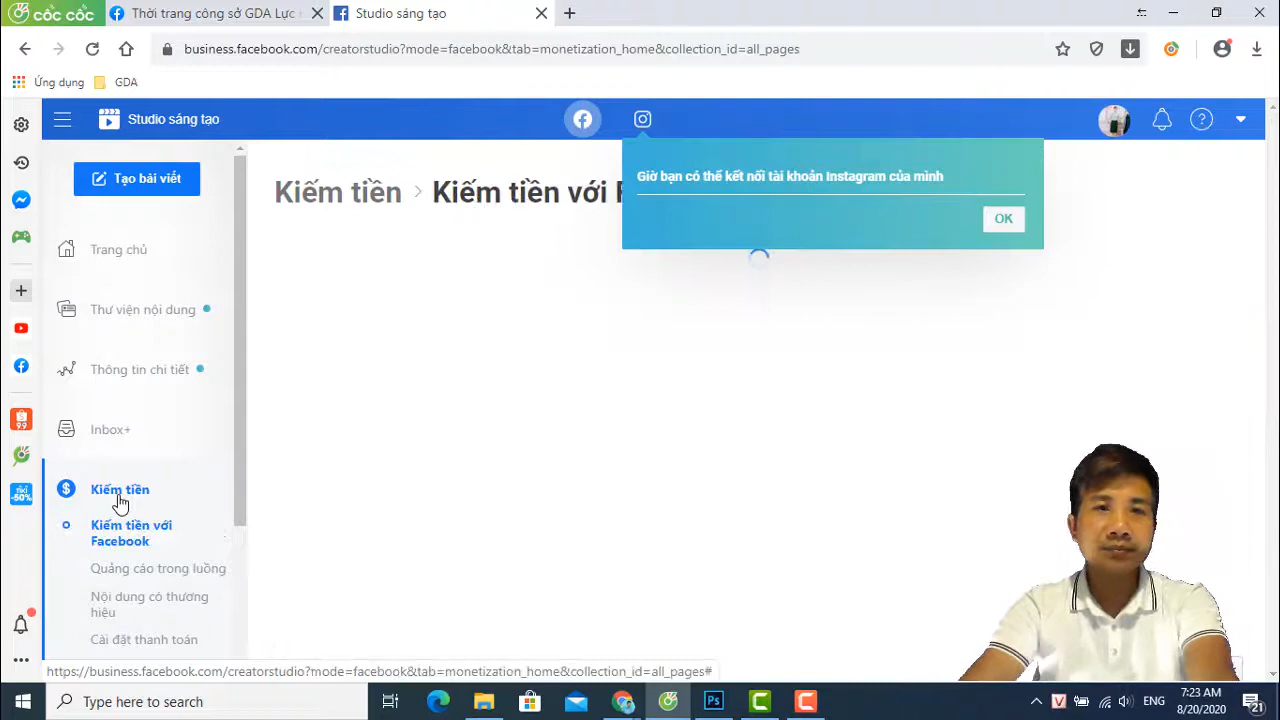 cốc cốc
Thời trang công sở GDA Lực
Studio sáng tạo
business.facebook.com/creatorstudio?mode=facebook&tab=monetization_home&collection_id=all_pages
Ứng dụng
GDA
Studio sáng tạo
Giờ bạn có thể kết nối tài khoản Instagram của mình
OK
Tạo bài viết
Kiếm tiền > Kiếm tiền với F
Trang chủ
Thư viện nội dung
Thông tin chi tiết
Inbox+
Kiếm tiền
Kiếm tiền với
Facebook
Quảng cáo trong luồng
Nội dung có thương
hiệu
Cài đặt thanh toán
9.9
-50%
https://business.facebook.com/creatorstudio?mode=facebook&tab=monetization_home&collection_id=all_pages#
Type here to search
Ps
V
ENG
7:23 AM
8/20/2020
21